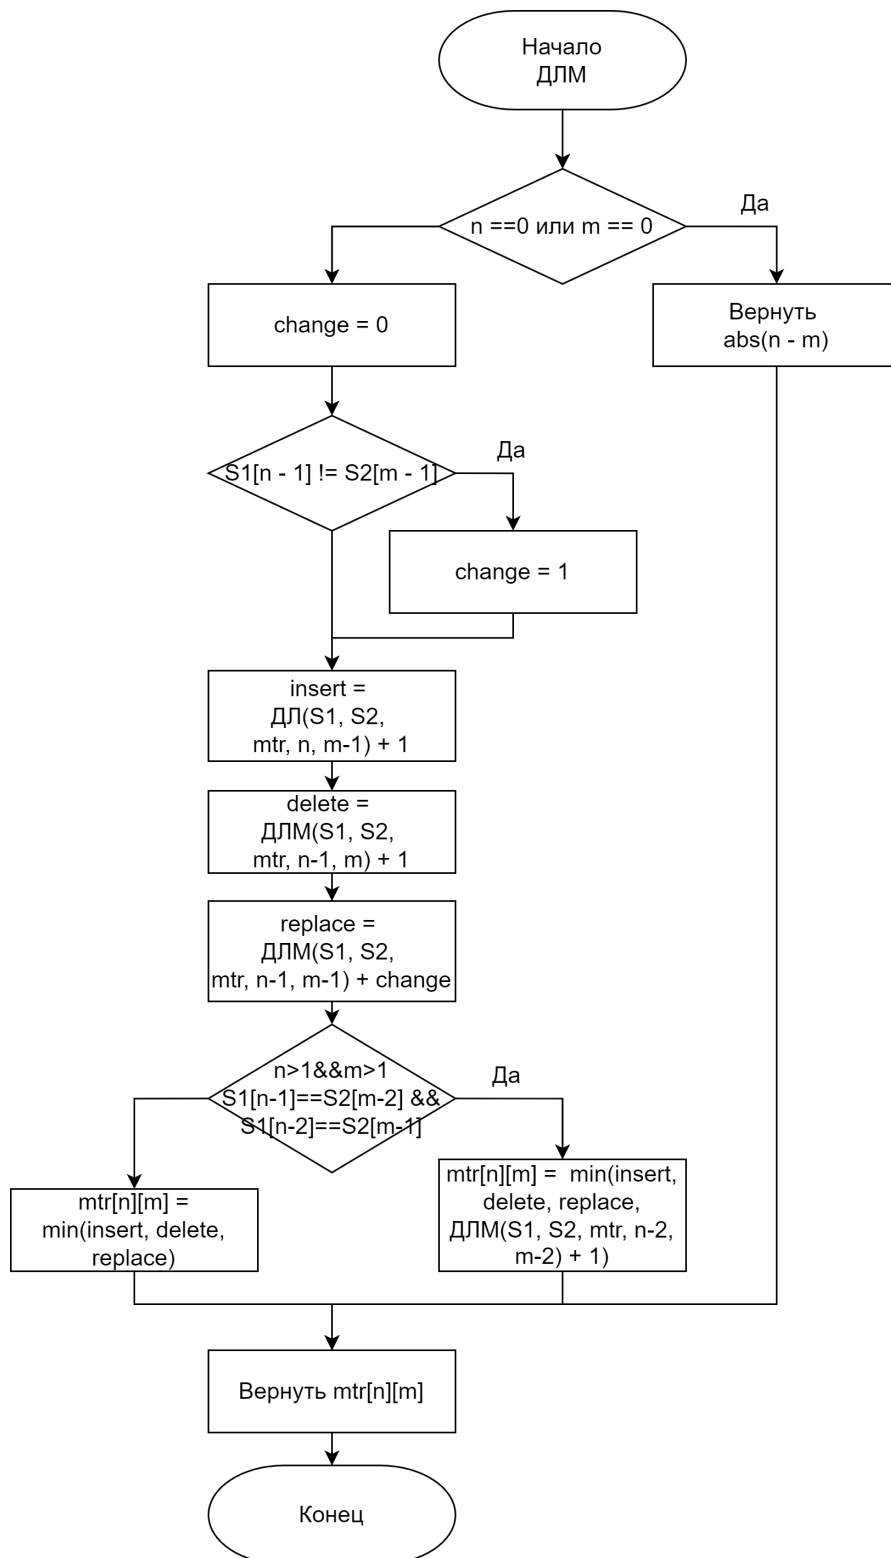 Начало
ДЛМ
n ==0 или m == 0
Да
change = 0
Вернуть
abs(n - m)
S1[n - 1] != S2[m - 1]
Да
change = 1
insert =
ДЛ(S1, S2,
mtr, n, m-1) + 1
delete =
ДЛМ(S1, S2,
mtr, n-1, m) + 1
replace =
ДЛМ(S1, S2,
mtr, n-1, m-1) + change
n>1&&m>1
S1[n-1]==S2[m-2] &&
S1[n-2]==S2[m-1]
Да
mtr[n][m] =
min(insert, delete,
replace)
mtr[n][m] =  min(insert,
delete, replace,
ДЛМ(S1, S2, mtr, n-2,
m-2) + 1)
Вернуть mtr[n][m]
Конец